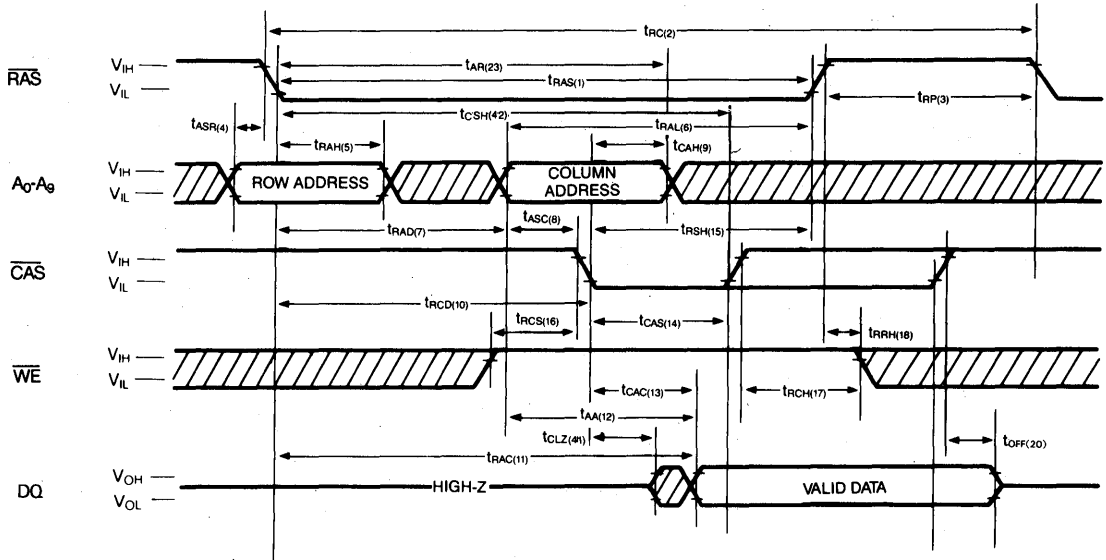 tRC(2)
RAS
VIH
VIL
tAR(23)
tRAS(1)
tRP(3)
tCSH(42)
tRAL(6)
tASR(4)
tRAH(5)
tCAH(9)
A0-A9
VIH
VIL
ROW ADDRESS
COLUMN
ADDRESS
tRAD(7)
tASC(8)
tRSH(15)
CAS
VIH
VIL
tRCD(10)
tRCS(16)
tCAS(14)
tRRH(18)
WE
VIH
VIL
tCAC(13)
tRCH(17)
tAA(12)
tCLZ(41)
tOFF(20)
tRAC(11)
DQ
VOH
VOL
HIGH-Z
VALID DATA